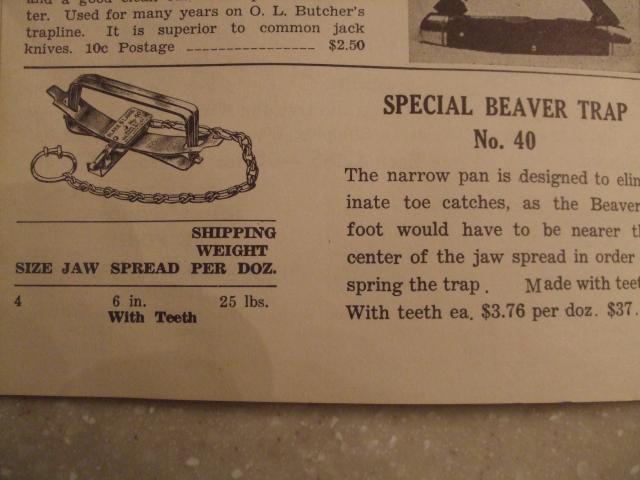 ter. Used for many years on O. L. Butcher's
trapline. It is superior to common jack
knives. 10c Postage ---------------- $2.50
SPECIAL BEAVER TRAP
No. 40
The narrow pan is designed to elim-
inate toe catches, as the Beaver
foot would have to be nearer
center of the jaw spread in order
spring the trap. Made with
With teeth ea. $3.76 per doz. $37.
SHIPPING
WEIGHT
SIZE JAW SPREAD PER DOZ.
4 6 in. 25 lbs.
With Teeth